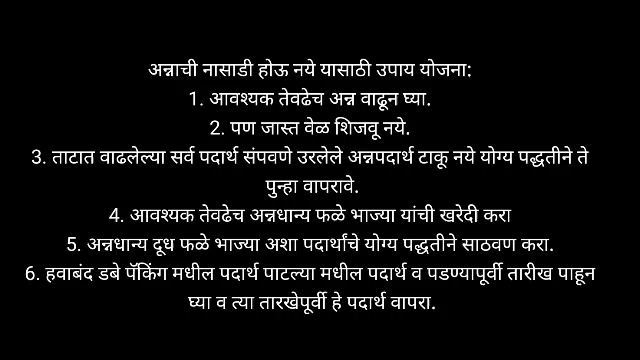 अन्नाची नासाडी होऊ नये यासाठी उपाय योजना:
1. आवश्यक तेवढेच अन्न वाढून घ्या.
2. पण जास्त वेळ शिजवू नये.
3. ताटात वाढलेल्या सर्व पदार्थ संपवणे उरलेले अन्नपदार्थ टाकू नये योग्य पद्धतीने ते
पुन्हा वापरावे.
4. आवश्यक तेवढेच अन्नधान्य फळे भाज्या यांची खरेदी करा
5. अन्नधान्य दूध फळे भाज्या अशा पदार्थांचे योग्य पद्धतीने साठवण करा.
6. हवाबंद डबे पॅकिंग मधील पदार्थ पाटल्या मधील पदार्थ व पडण्यापूर्वी तारीख पाहून
घ्या व त्या तारखेपूर्वी हे पदार्थ वापरा.